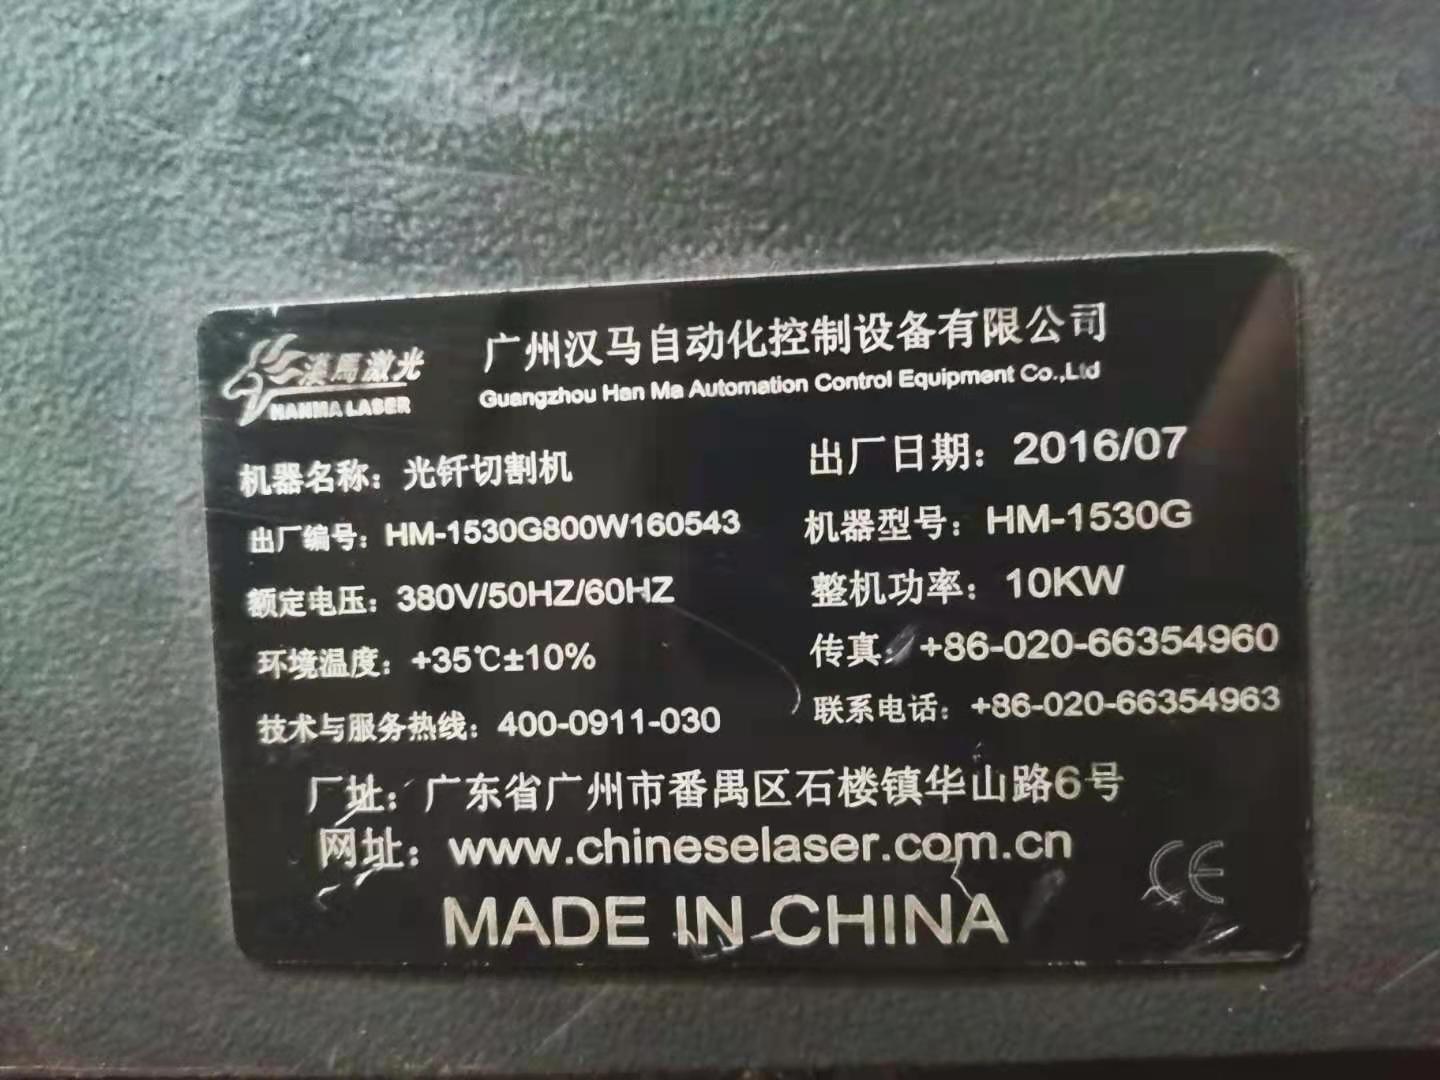 漢馬激光
HANMA LASER
广州汉马自动化控制设备有限公司
Guangzhou Han Ma Automation Control Equipment Co.,Ltd
机器名称：光钎切割机
出厂日期：2016/07
出厂编号：HM-1530G800W160543
机器型号：HM-1530G
额定电压：380V/50HZ/60HZ
整机功率：10KW
环境温度：+35℃±10%
传真：+86-020-66354960
技术与服务热线：400-0911-030
联系电话：+86-020-66354963
厂址：广东省广州市番禺区石楼镇华山路6号
网址：www.chineselaser.com.cn
CE
MADE IN CHINA